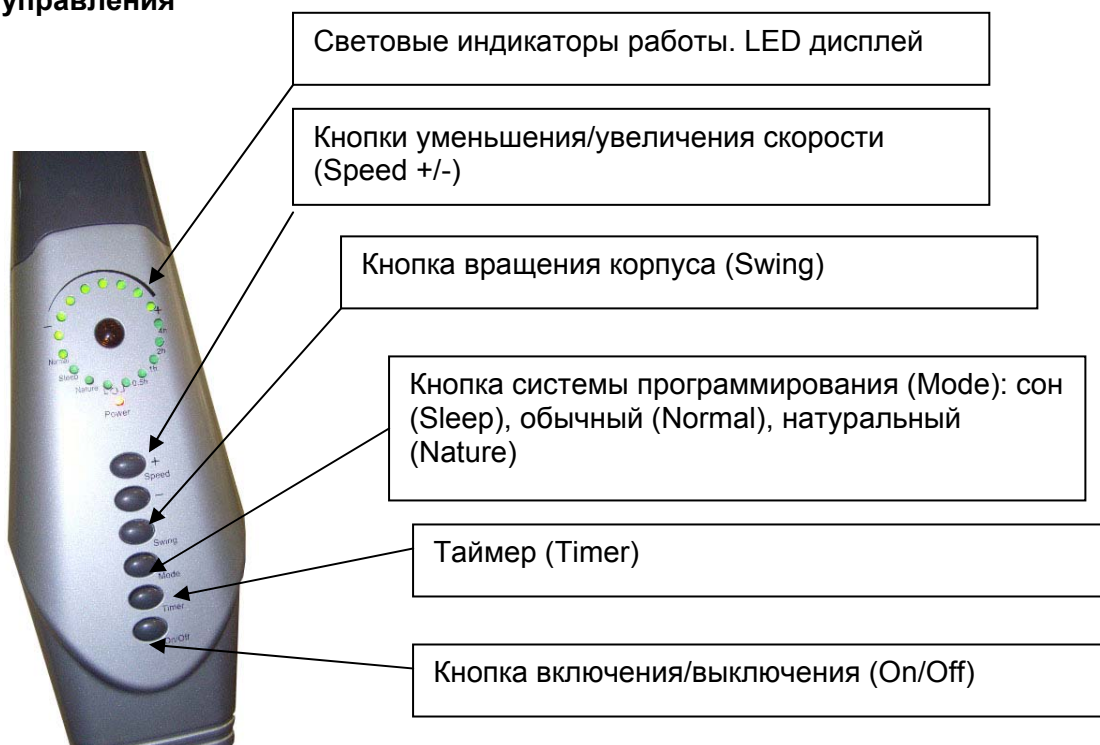 управления
Световые индикаторы работы. LED дисплей
Кнопки уменьшения/увеличения скорости
(Speed +/-)
Кнопка вращения корпуса (Swing)
Кнопка системы программирования (Mode): сон
(Sleep), обычный (Normal), натуральный
(Nature)
Таймер (Timer)
Кнопка включения/выключения (On/Off)
+
−
4h
2h
1h
0.5h
Normal
Sleep
Nature
Power
+
Speed
−
Swing
Mode
Timer
On/Off